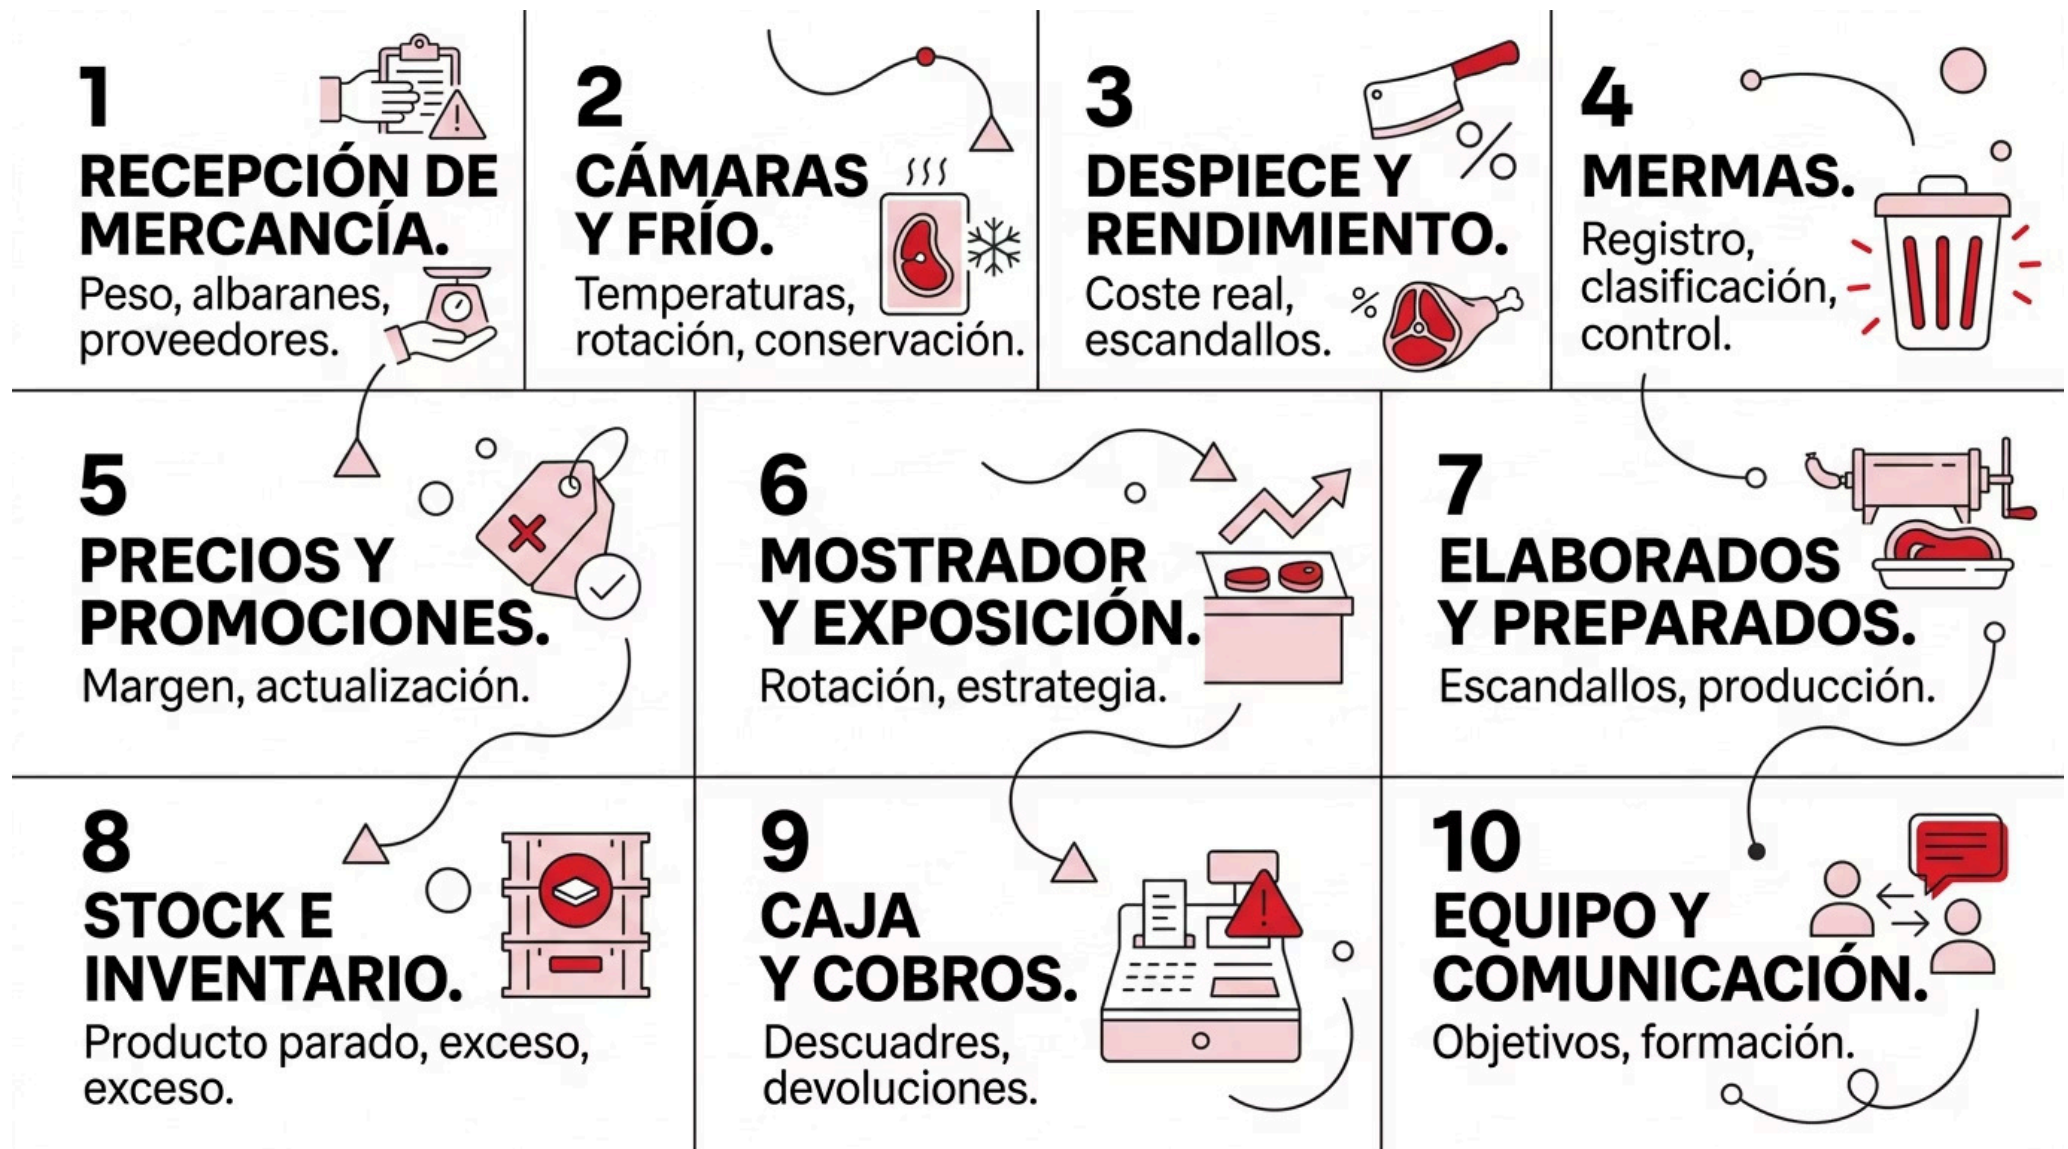 1
RECEPCIÓN DE
MERCANCÍA.
Peso, albaranes,
proveedores.
2
CÁMARAS
Y FRÍO.
Temperaturas,
rotación, conservación.
3
DESPIECE Y
RENDIMIENTO.
Coste real,
escandallos.
%
%
4
MERMAS.
Registro,
clasificación,
control.
5
PRECIOS Y
PROMOCIONES.
Margen, actualización.
6
MOSTRADOR
Y EXPOSICIÓN.
Rotación, estrategia.
7
ELABORADOS
Y PREPARADOS.
Escandallos, producción.
8
STOCK E
INVENTARIO.
Producto parado, exceso,
exceso.
9
CAJA
Y COBROS.
Descuadres,
devoluciones.
10
EQUIPO Y
COMUNICACIÓN.
Objetivos, formación.